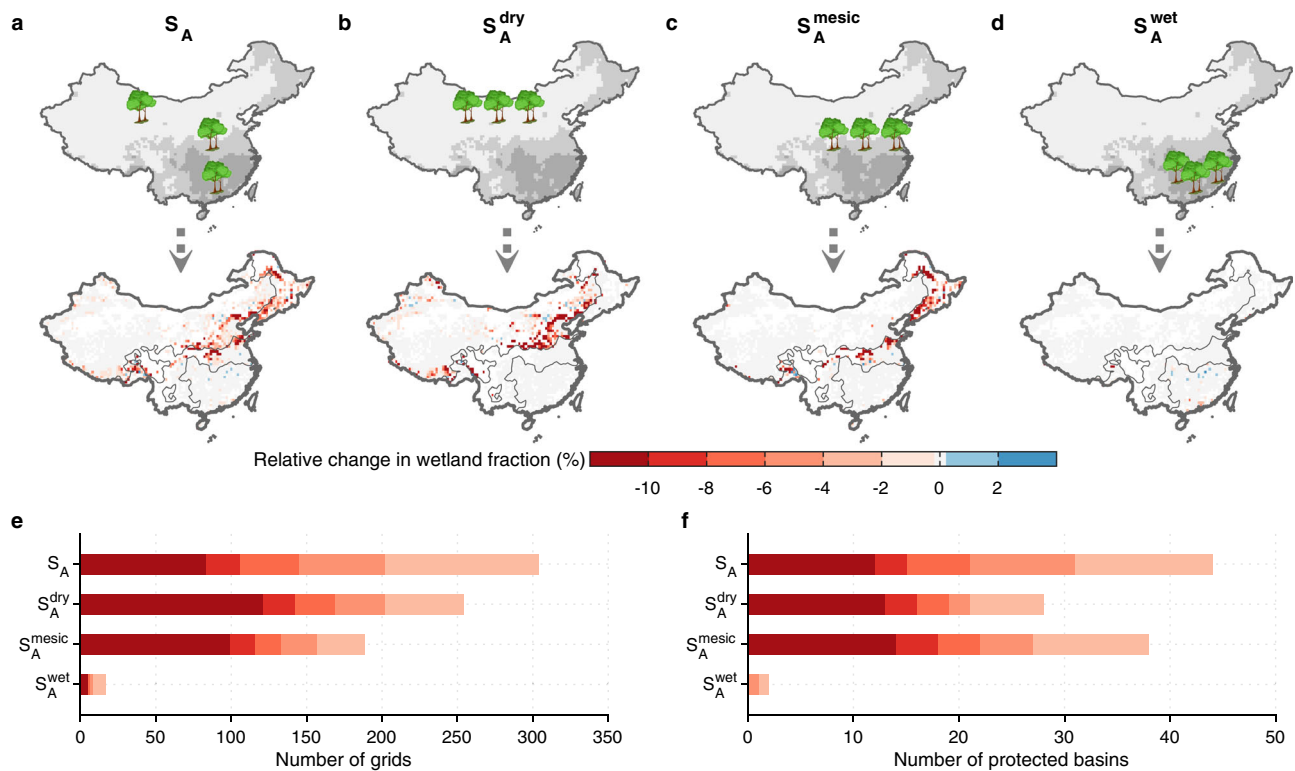 a S_A b S_A^dry c S_A^mesic d S_A^wet
Relative change in wetland fraction (%)
-10 -8 -6 -4 -2 0 2
e
S_A
S_A^dry
S_A^mesic
S_A^wet
0 50 100 150 200 250 300 350
Number of grids
f
S_A
S_A^dry
S_A^mesic
S_A^wet
0 10 20 30 40 50
Number of protected basins